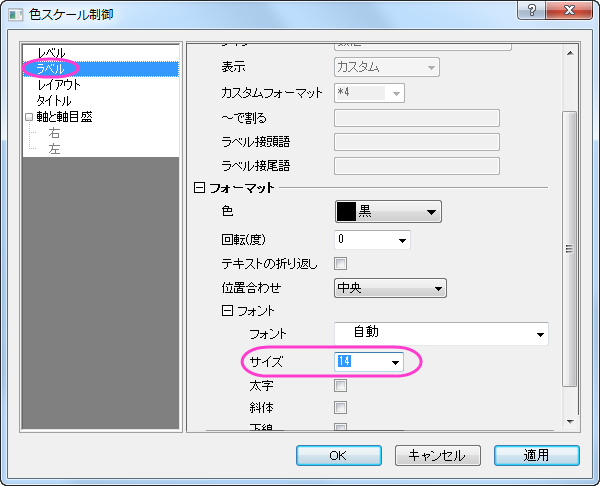 色スケール制御
レベル
ラベル
レイアウト
タイトル
軸と軸目盛
右
左
表示 カスタム
カスタムフォーマット *4
～で割る
ラベル接頭語
ラベル接尾語
フォーマット
色 黒
回転(度) 0
テキストの折り返し
位置合わせ 中央
フォント
フォント 自動
サイズ 14
太字
斜体
下線
OK キャンセル 適用